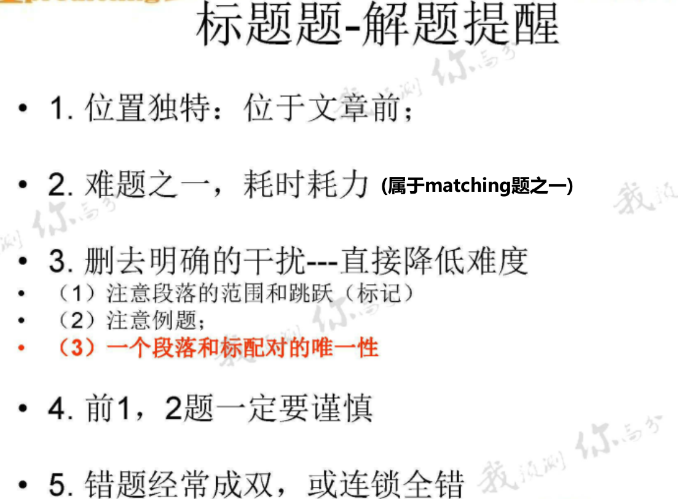 标题题-解题提醒
• 1. 位置独特：位于文章前；
• 2. 难题之一，耗时耗力 (属于matching题之一)
• 3. 删去明确的干扰---直接降低难度
• （1）注意段落的范围和跳跃（标记）
• （2）注意例题；
• （3）一个段落和标配对的唯一性
• 4. 前1，2题一定要谨慎
• 5. 错题经常成双，或连锁全错